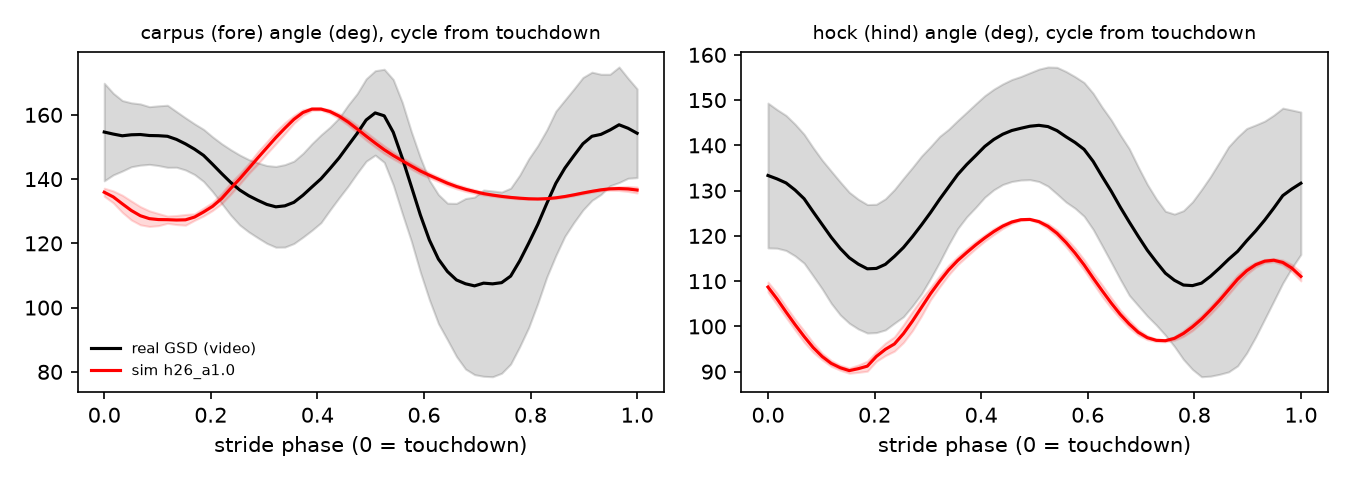 carpus (fore) angle (deg), cycle from touchdown
160
140
120
100
80
real GSD (video)
sim h26_a1.0
0.0 0.2 0.4 0.6 0.8 1.0
stride phase (0 = touchdown)
hock (hind) angle (deg), cycle from touchdown
160
150
140
130
120
110
100
90
0.0 0.2 0.4 0.6 0.8 1.0
stride phase (0 = touchdown)